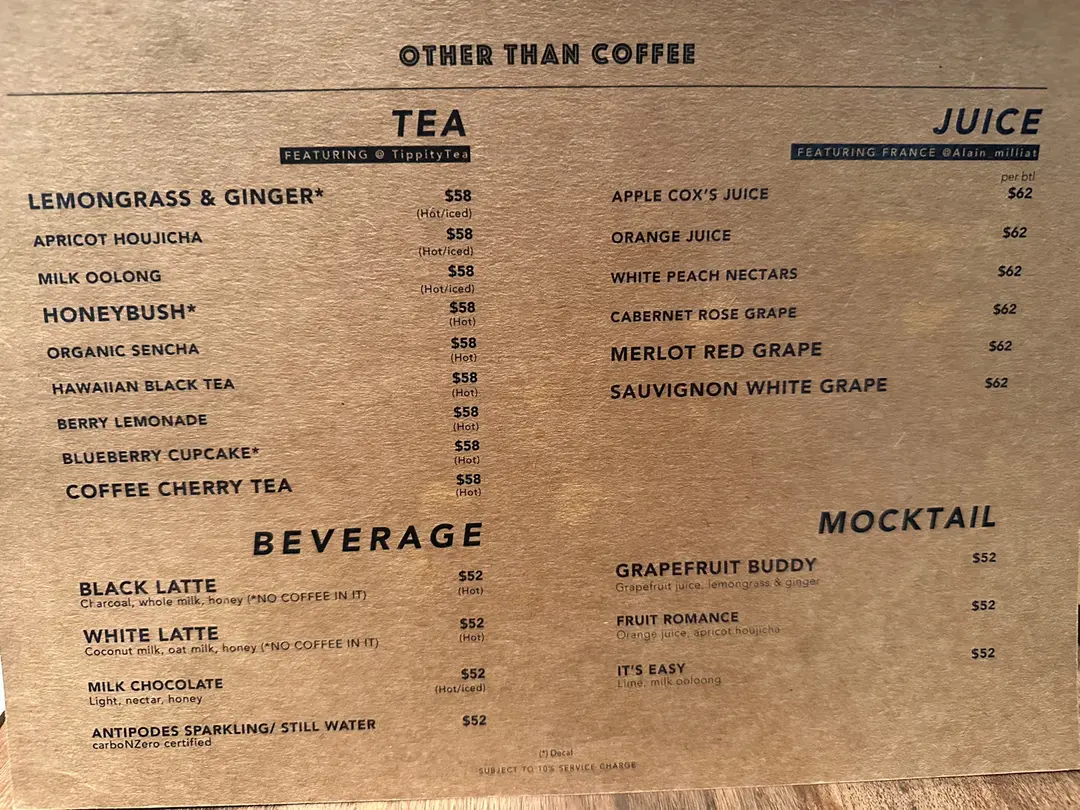 OTHER THAN COFFEE
TEA
FEATURING @ TippityTea
LEMONGRASS & GINGER* $58
(Hot/iced)
APRICOT HOUJICHA $58
(Hot/iced)
MILK OOLONG $58
(Hot/iced)
HONEYBUSH* $58
(Hot)
ORGANIC SENCHA $58
(Hot)
HAWAIIAN BLACK TEA $58
(Hot)
BERRY LEMONADE $58
(Hot)
BLUEBERRY CUPCAKE* $58
(Hot)
COFFEE CHERRY TEA $58
(Hot)
BEVERAGE
BLACK LATTE $52
Charcoal, whole milk, honey (*NO COFFEE IN IT) (Hot)
WHITE LATTE $52
Coconut milk, oat milk, honey (*NO COFFEE IN IT) (Hot)
MILK CHOCOLATE $52
Light, nectar, honey (Hot/iced)
ANTIPODES SPARKLING/ STILL WATER $52
carboNZero certified
JUICE
FEATURING FRANCE @Alain_milliat
per btl
APPLE COX'S JUICE $62
ORANGE JUICE $62
WHITE PEACH NECTARS $62
CABERNET ROSE GRAPE $62
MERLOT RED GRAPE $62
SAUVIGNON WHITE GRAPE $62
MOCKTAIL
GRAPEFRUIT BUDDY $52
Grapefruit juice, lemongrass & ginger
FRUIT ROMANCE $52
Orange juice, apricot houjicha
IT'S EASY $52
Lime, milk ooloong
(*) Decaf
SUBJECT TO 10% SERVICE CHARGE